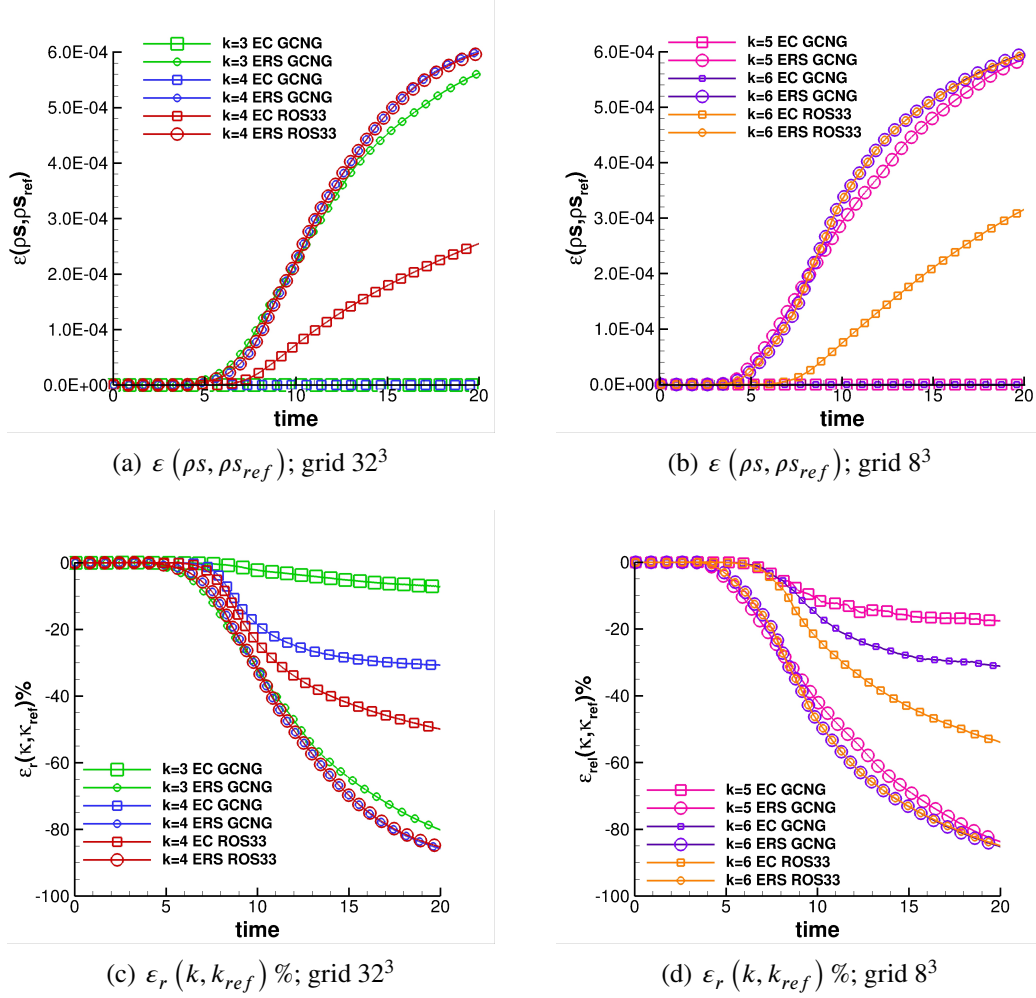 k=3 EC GCNG
k=3 ERS GCNG
k=4 EC GCNG
k=4 ERS GCNG
k=4 EC ROS33
k=4 ERS ROS33
6.0E-04
5.0E-04
4.0E-04
3.0E-04
2.0E-04
1.0E-04
0.0E+00
0 5 10 15 20
ε(ρs,ρs_ref)
time
(a) ε (ρs, ρs_ref); grid 32³
k=5 EC GCNG
k=5 ERS GCNG
k=6 EC GCNG
k=6 ERS GCNG
k=6 EC ROS33
k=6 ERS ROS33
6.0E-04
5.0E-04
4.0E-04
3.0E-04
2.0E-04
1.0E-04
0.0E+00
0 5 10 15 20
ε(ρs,ρs_ref)
time
(b) ε (ρs, ρs_ref); grid 8³
0
-20
-40
-60
-80
-100
0 5 10 15 20
ε_r(κ,κ_ref)%
k=3 EC GCNG
k=3 ERS GCNG
k=4 EC GCNG
k=4 ERS GCNG
k=4 EC ROS33
k=4 ERS ROS33
time
(c) ε_r (k, k_ref) %; grid 32³
0
-20
-40
-60
-80
-100
0 5 10 15 20
ε_rel(κ,κ_ref)%
k=5 EC GCNG
k=5 ERS GCNG
k=6 EC GCNG
k=6 ERS GCNG
k=6 EC ROS33
k=6 ERS ROS33
time
(d) ε_r (k, k_ref) %; grid 8³